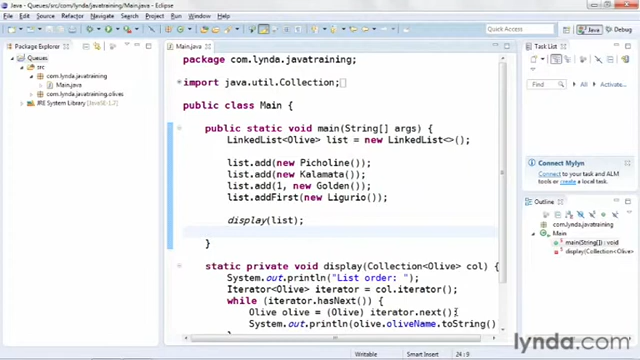 Queues/src/com/lynda/javatraining/Main.java - Eclipse
File Edit Source Refactor Navigate Search Project Run Window Help
Quick Access
Java
Debug
Package Explorer
Queues
src
com.lynda.javatraining
Main.java
com.lynda.javatraining.olives
JRE System Library [JavaSE-1.7]
Main.java
package com.lynda.javatraining;
import java.util.Collection;
public class Main {
public static void main(String[] args) {
LinkedList<Olive> list = new LinkedList<>();
list.add(new Picholine());
list.add(new Kalamata());
list.add(1, new Golden());
list.addFirst(new Ligurio());
display(list);
}
static private void display(Collection<Olive> col) {
System.out.println("List order: ");
Iterator<Olive> iterator = col.iterator();
while (iterator.hasNext()) {
Olive olive = (Olive) iterator.next();
System.out.println(olive.oliveName.toString()
Task List
Find
All
Connect Mylyn
Connect to your task and ALM
tools or create a local task.
Outline
com.lynda.javatraining
Main
main(String[]) : void
display(Collection<Olive>
Writable
Smart Insert
24 : 9
lynda.com